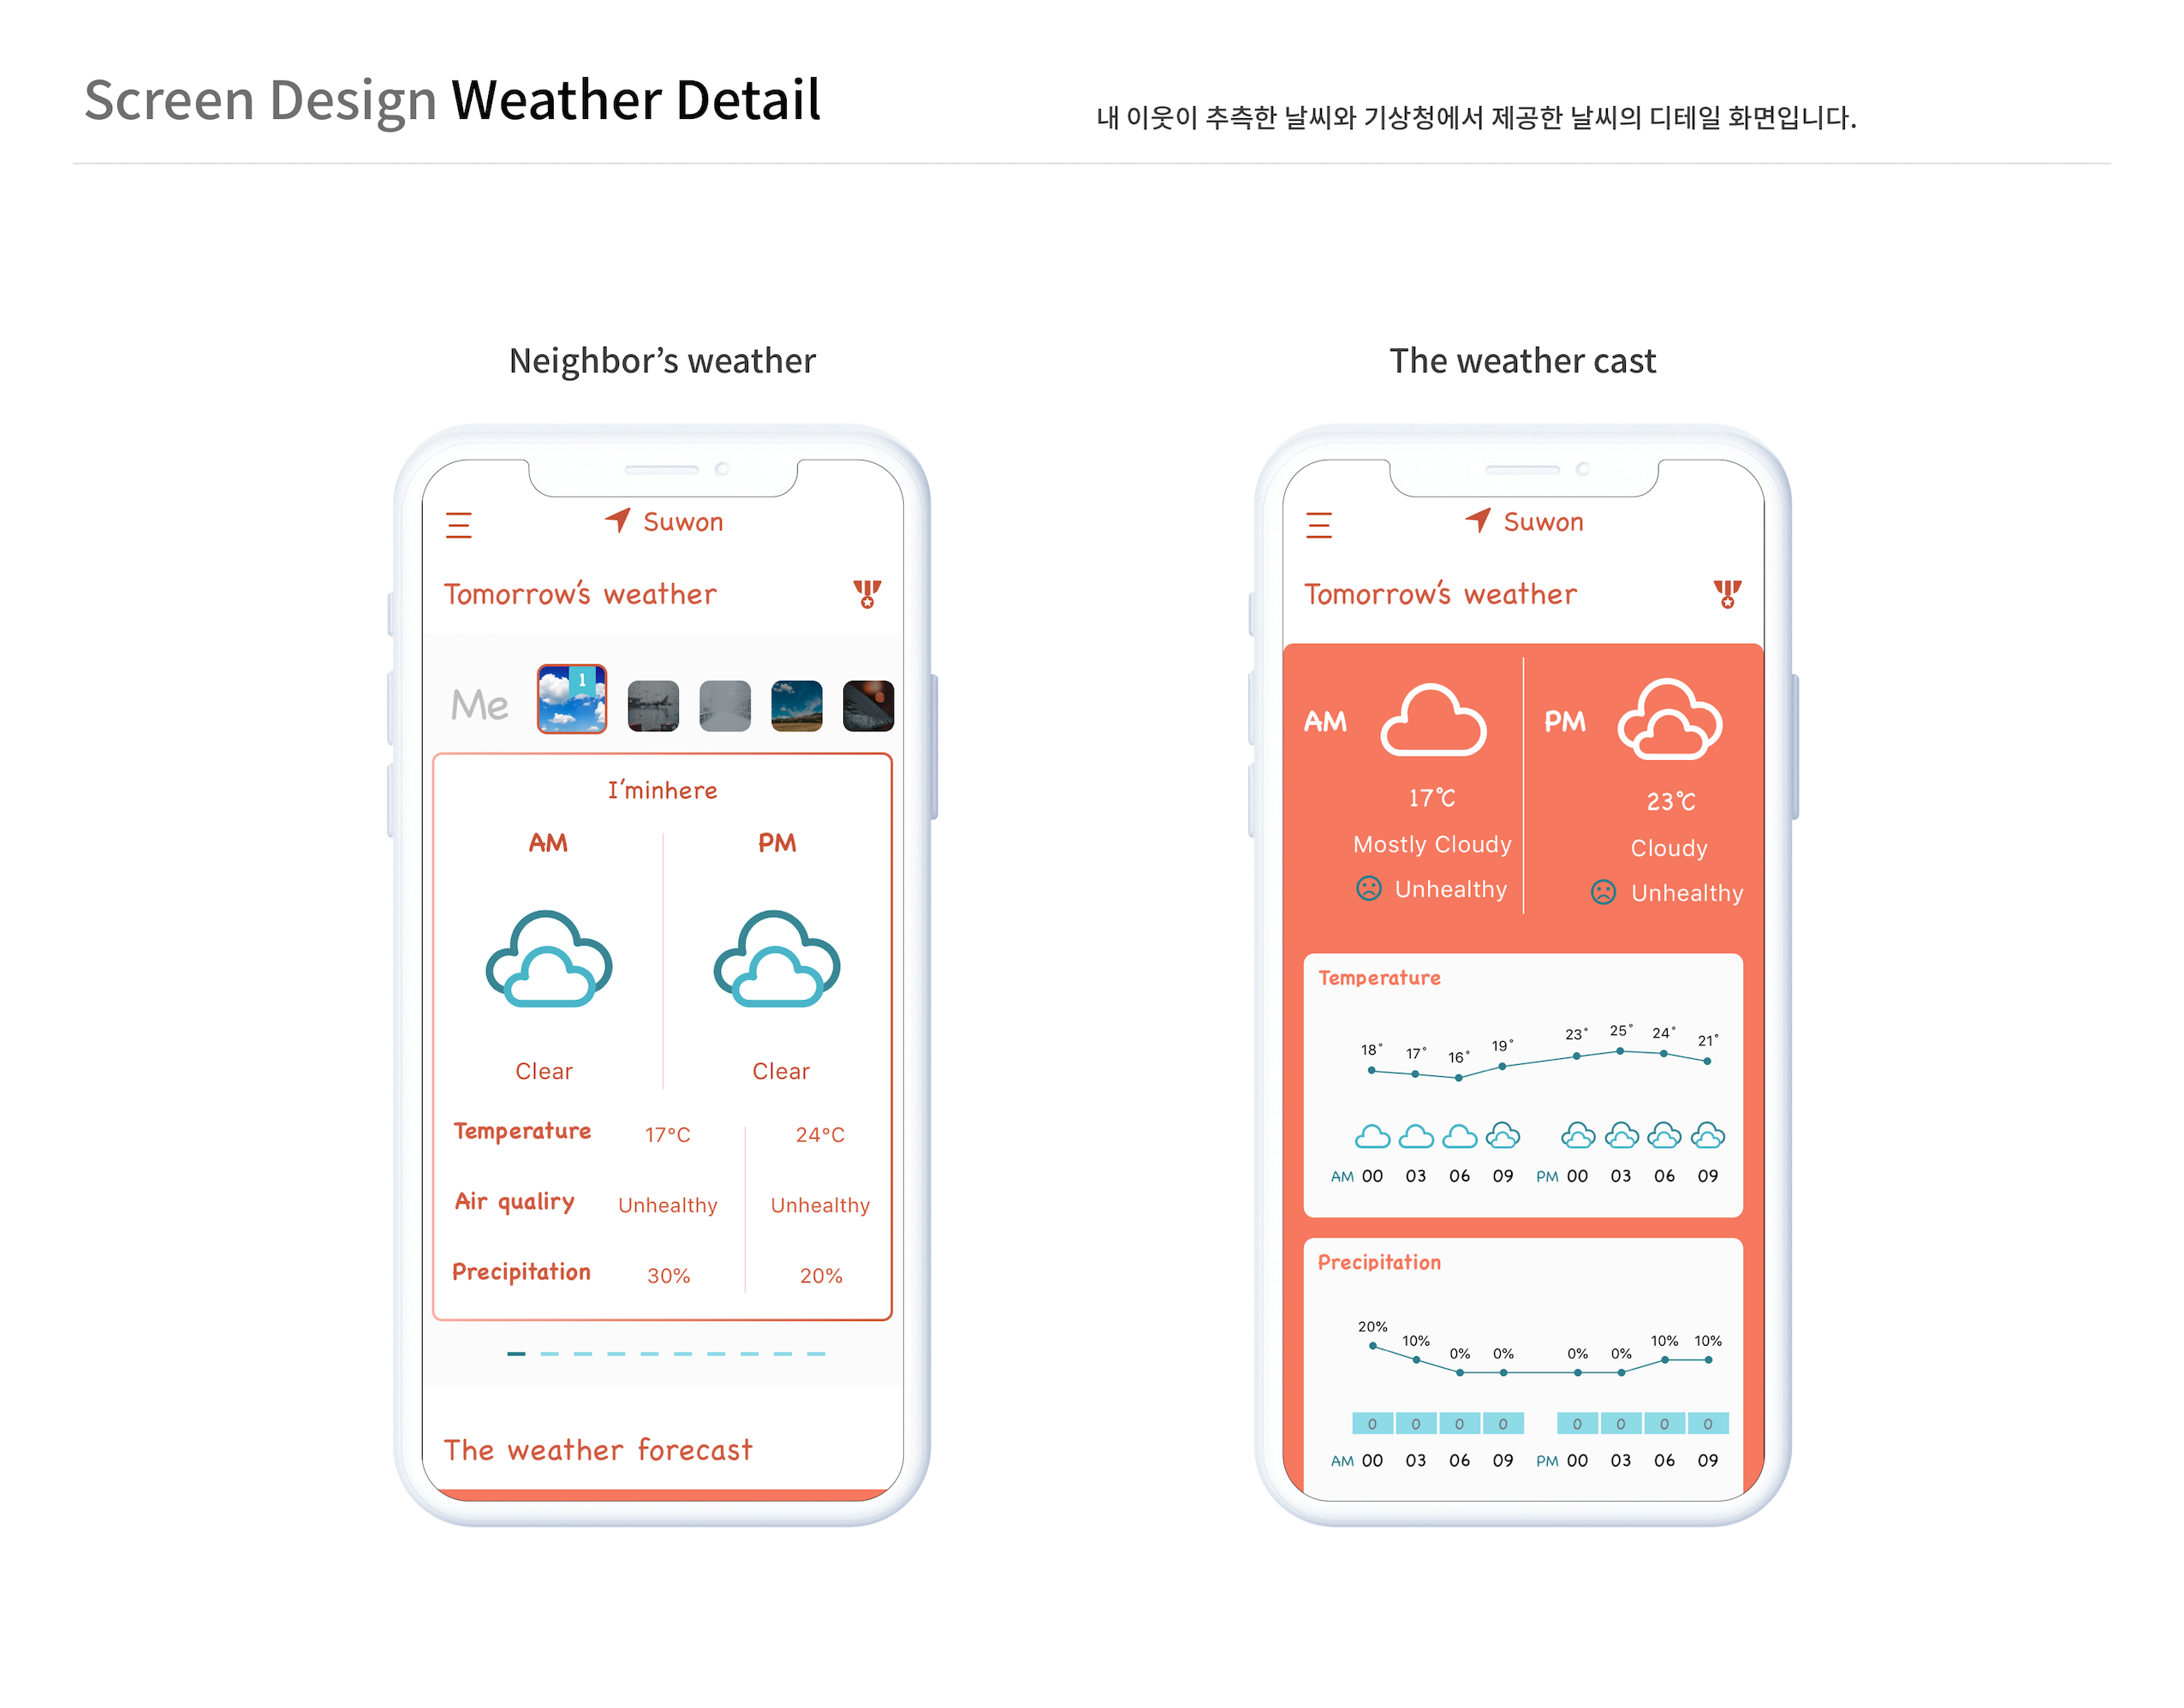 Screen Design Weather Detail
내 이웃이 추측한 날씨와 기상청에서 제공한 날씨의 디테일 화면입니다.
Neighbor’s weather
Suwon
Tomorrow's weather
Me
1
I'minhere
AM PM
Clear Clear
Temperature 17°C 24°C
Air qualiry Unhealthy Unhealthy
Precipitation 30% 20%
The weather forecast
The weather cast
Suwon
Tomorrow's weather
AM PM
17℃ 23℃
Mostly Cloudy Cloudy
Unhealthy Unhealthy
Temperature
18° 17° 16° 19° 23° 25° 24° 21°
AM 00 03 06 09 PM 00 03 06 09
Precipitation
20% 10% 0% 0% 0% 0% 10% 10%
0 0 0 0 0 0 0 0
AM 00 03 06 09 PM 00 03 06 09